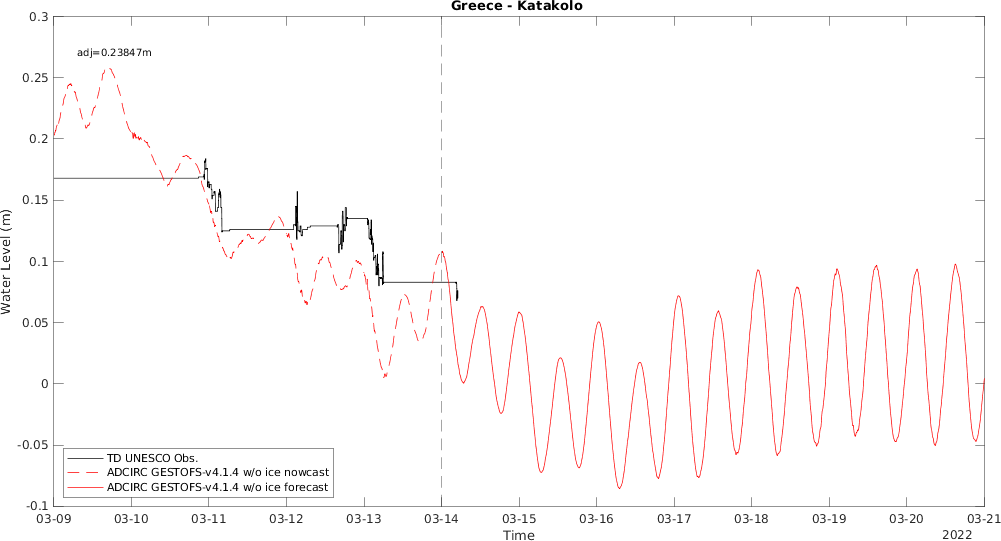 Greece - Katakolo
adj=0.23847m
0.3
0.25
0.2
0.15
0.1
0.05
0
-0.05
-0.1
Water Level (m)
TD UNESCO Obs.
ADCIRC GESTOFS-v4.1.4 w/o ice nowcast
ADCIRC GESTOFS-v4.1.4 w/o ice forecast
03-09 03-10 03-11 03-12 03-13 03-14 03-15 03-16 03-17 03-18 03-19 03-20 03-21
Time
2022